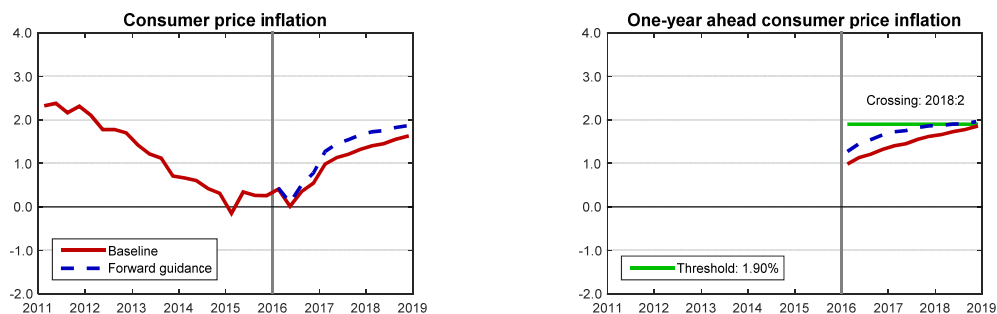 Consumer price inflation
4.0
3.0
2.0
1.0
0.0
-1.0
-2.0
Baseline
Forward guidance
2011 2012 2013 2014 2015 2016 2017 2018 2019
One-year ahead consumer price inflation
4.0
3.0
2.0
1.0
0.0
-1.0
-2.0
Crossing: 2018:2
Threshold: 1.90%
2011 2012 2013 2014 2015 2016 2017 2018 2019